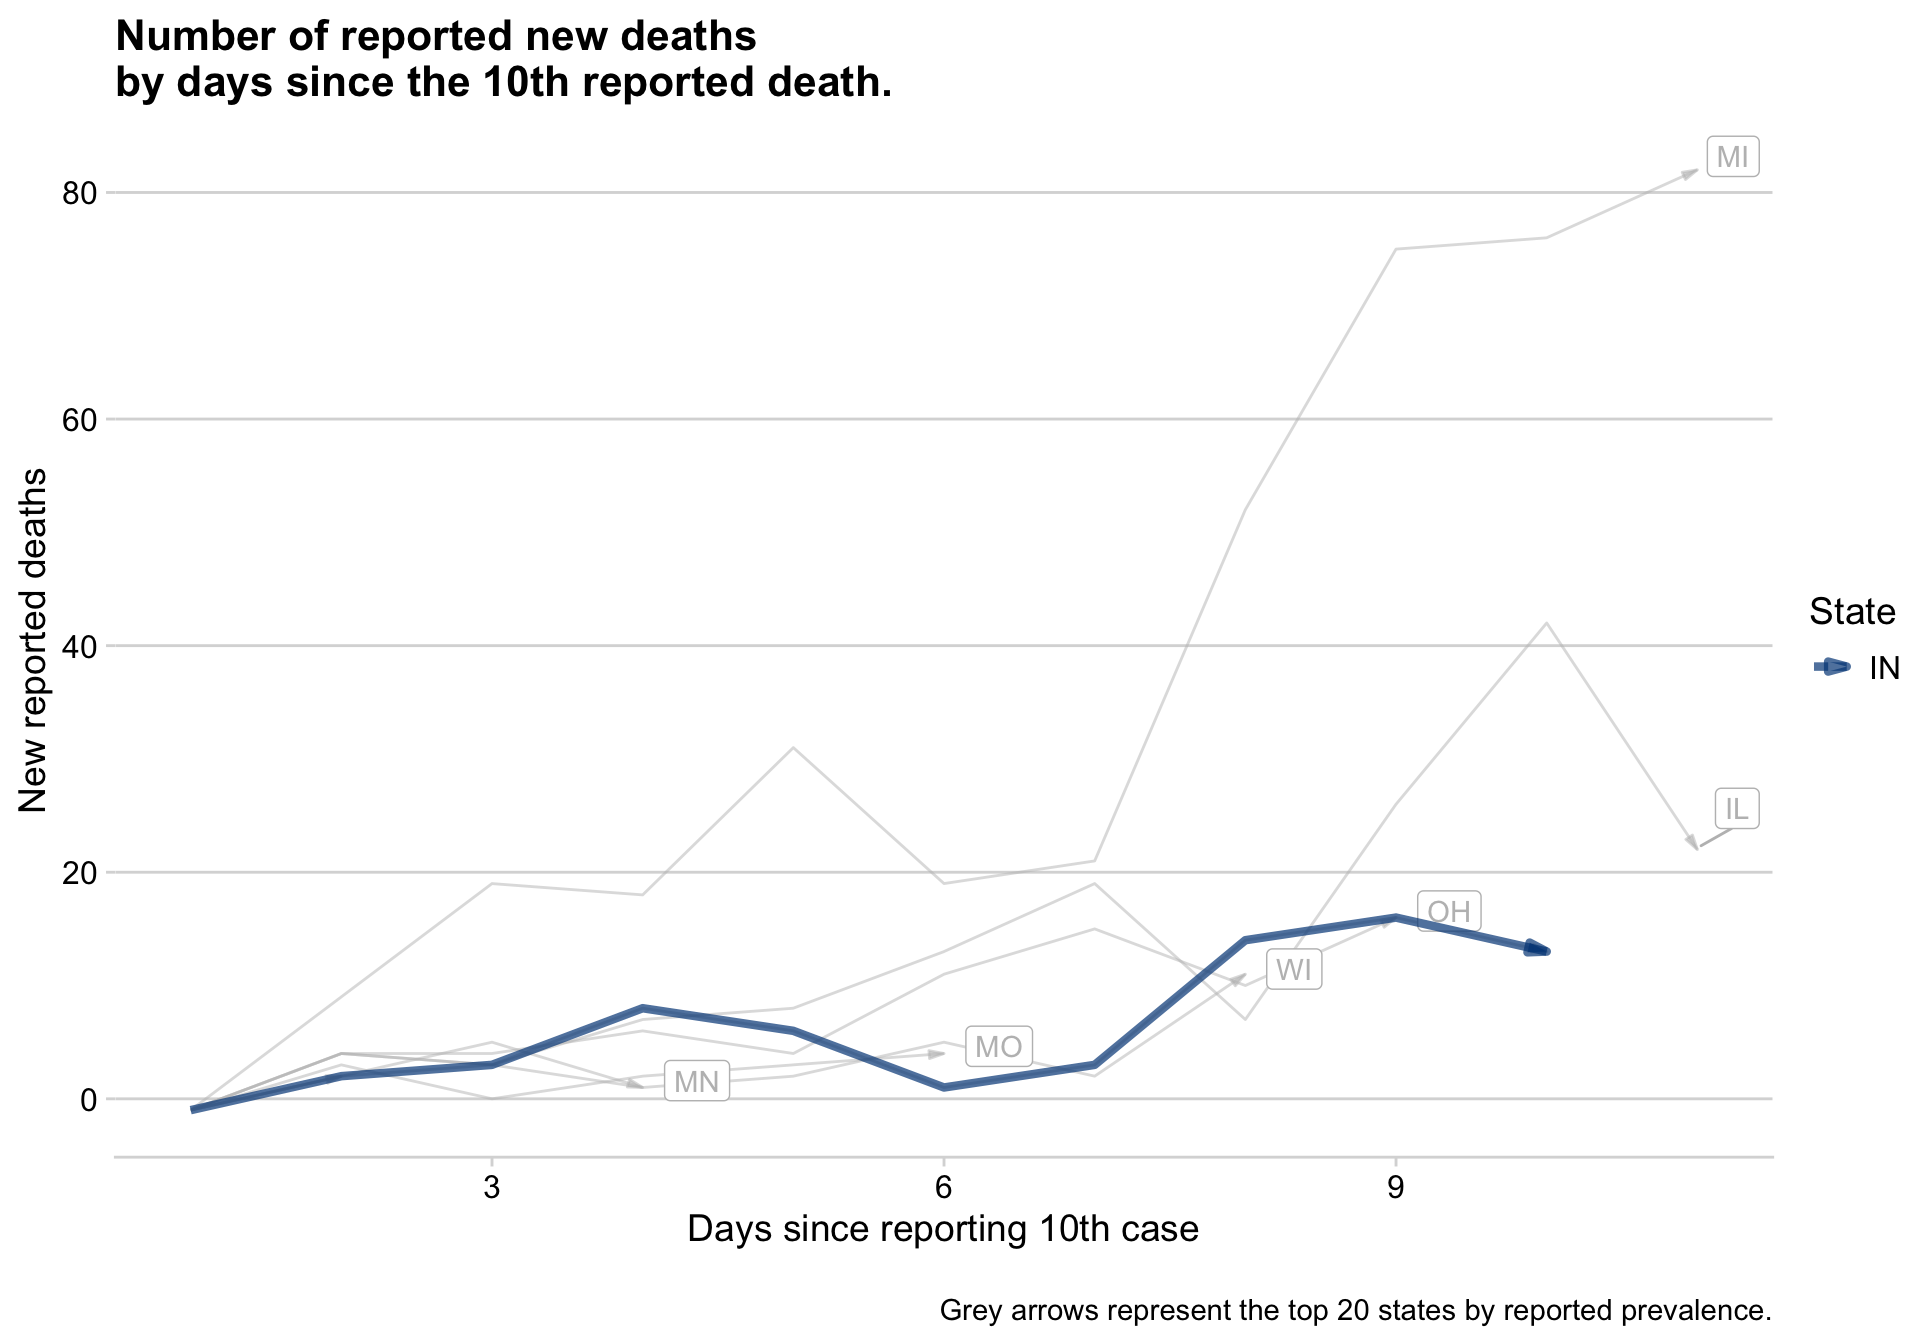 Number of reported new deaths
by days since the 10th reported death.
New reported deaths
80
60
40
20
0
MI
IL
OH
WI
MO
MN
3
6
9
Days since reporting 10th case
State
IN
Grey arrows represent the top 20 states by reported prevalence.